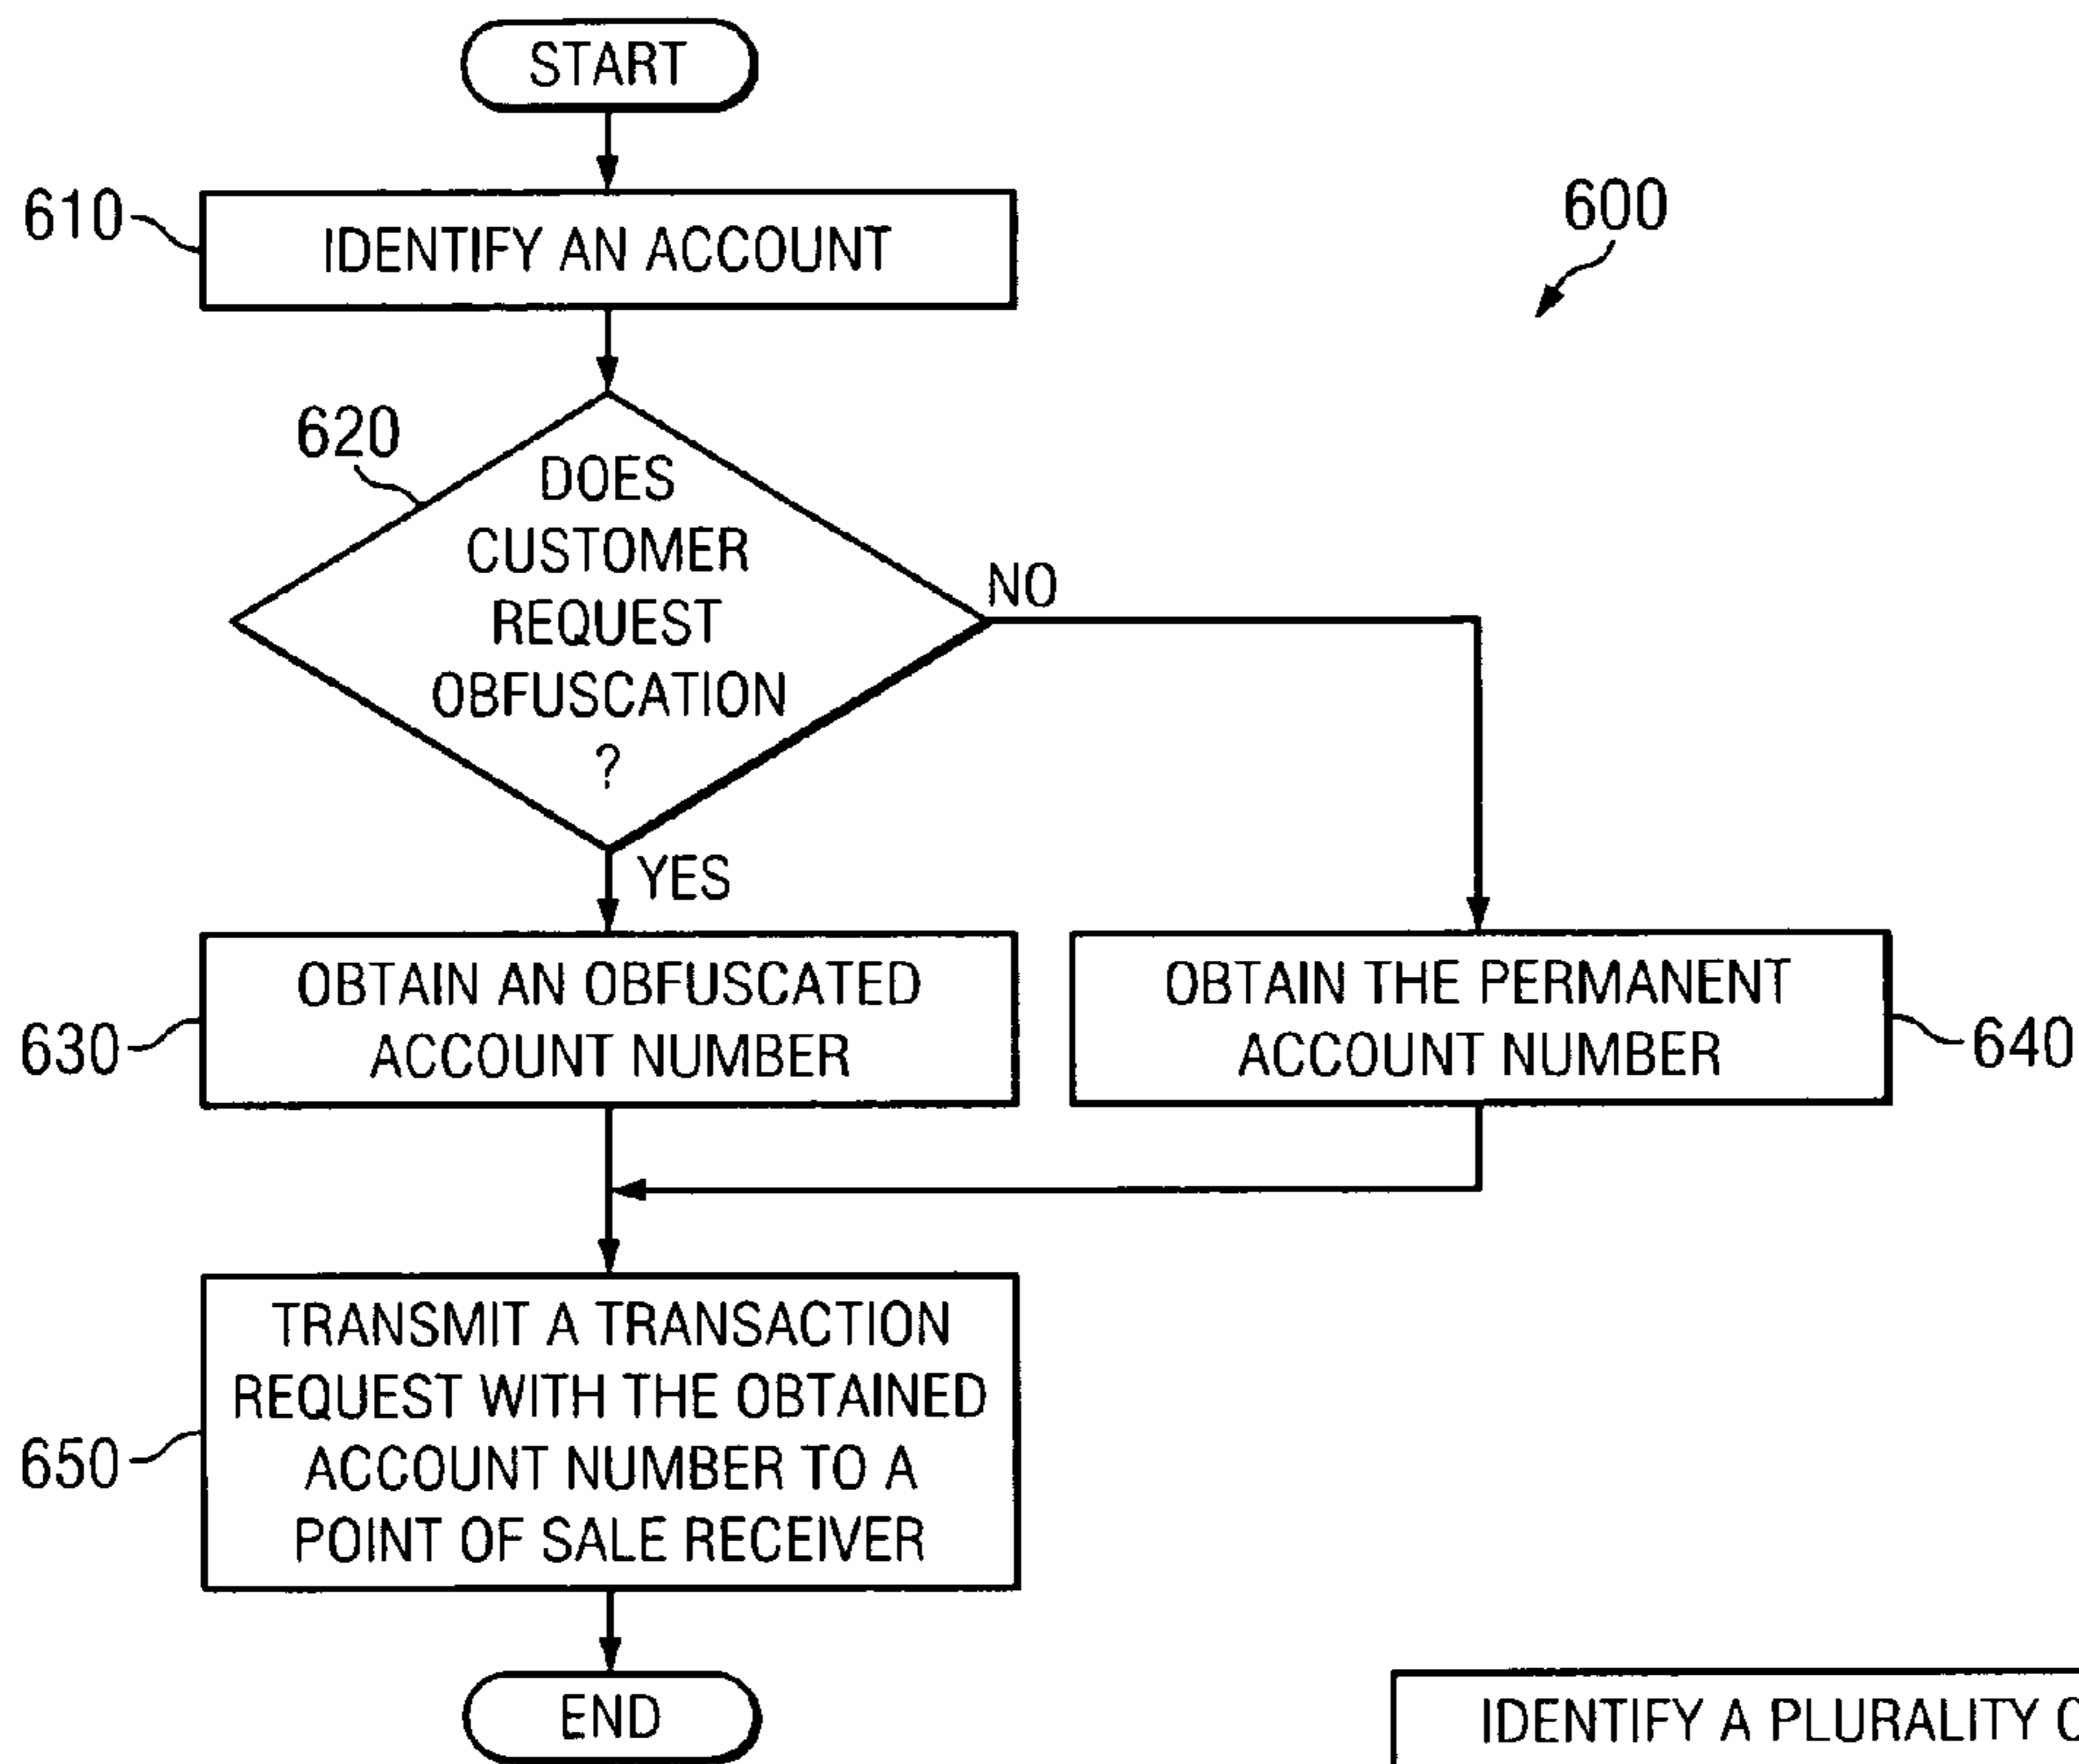 START
610
IDENTIFY AN ACCOUNT
600
620
DOES
CUSTOMER
REQUEST
OBFUSCATION
?
NO
YES
630
OBTAIN AN OBFUSCATED
ACCOUNT NUMBER
OBTAIN THE PERMANENT
ACCOUNT NUMBER
640
650
TRANSMIT A TRANSACTION
REQUEST WITH THE OBTAINED
ACCOUNT NUMBER TO A
POINT OF SALE RECEIVER
END
IDENTIFY A PLURALITY